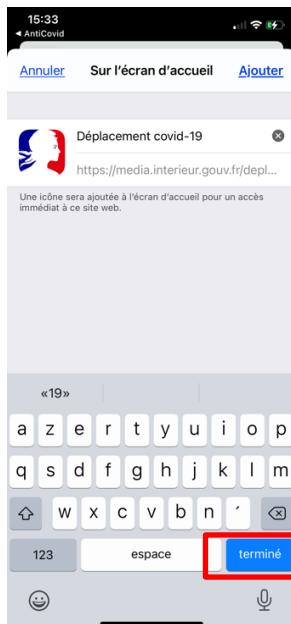 15:33
◀ AntiCovid
Annuler Sur l'écran d'accueil Ajouter
Déplacement covid-19
https://media.interieur.gouv.fr/depl...
Une icône sera ajoutée à l'écran d'accueil pour un accès
immédiat à ce site web.
«19»
a z e r t y u i o p
q s d f g h j k l m
w x c v b n ´
123 espace terminé